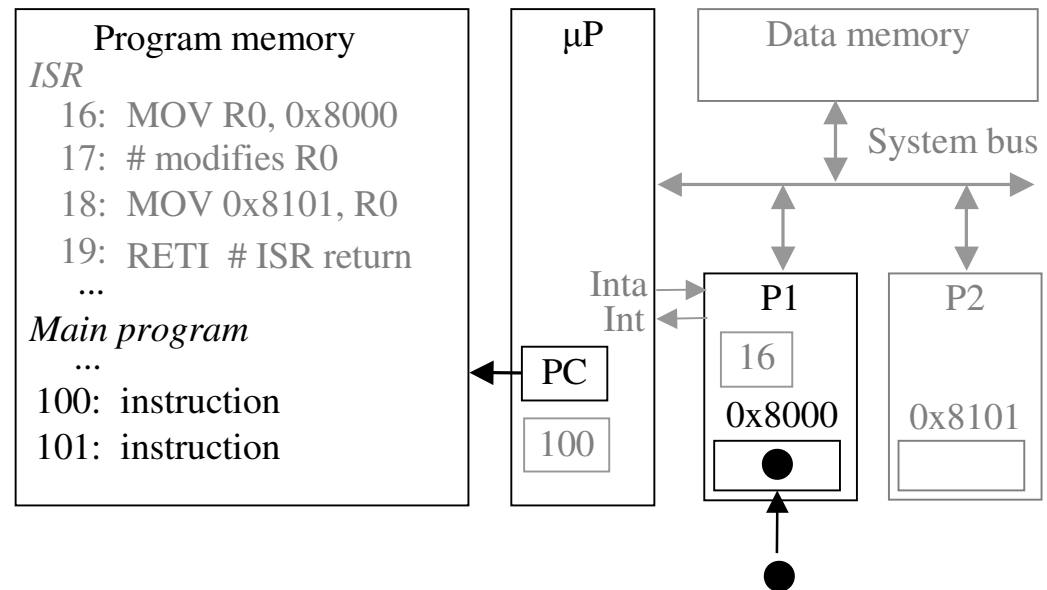 Program memory
ISR
16: MOV R0, 0x8000
17: # modifies R0
18: MOV 0x8101, R0
19: RETI # ISR return
...
Main program
...
100: instruction
101: instruction
μP
Inta
Int
PC
100
Data memory
System bus
P1
16
0x8000
P2
0x8101